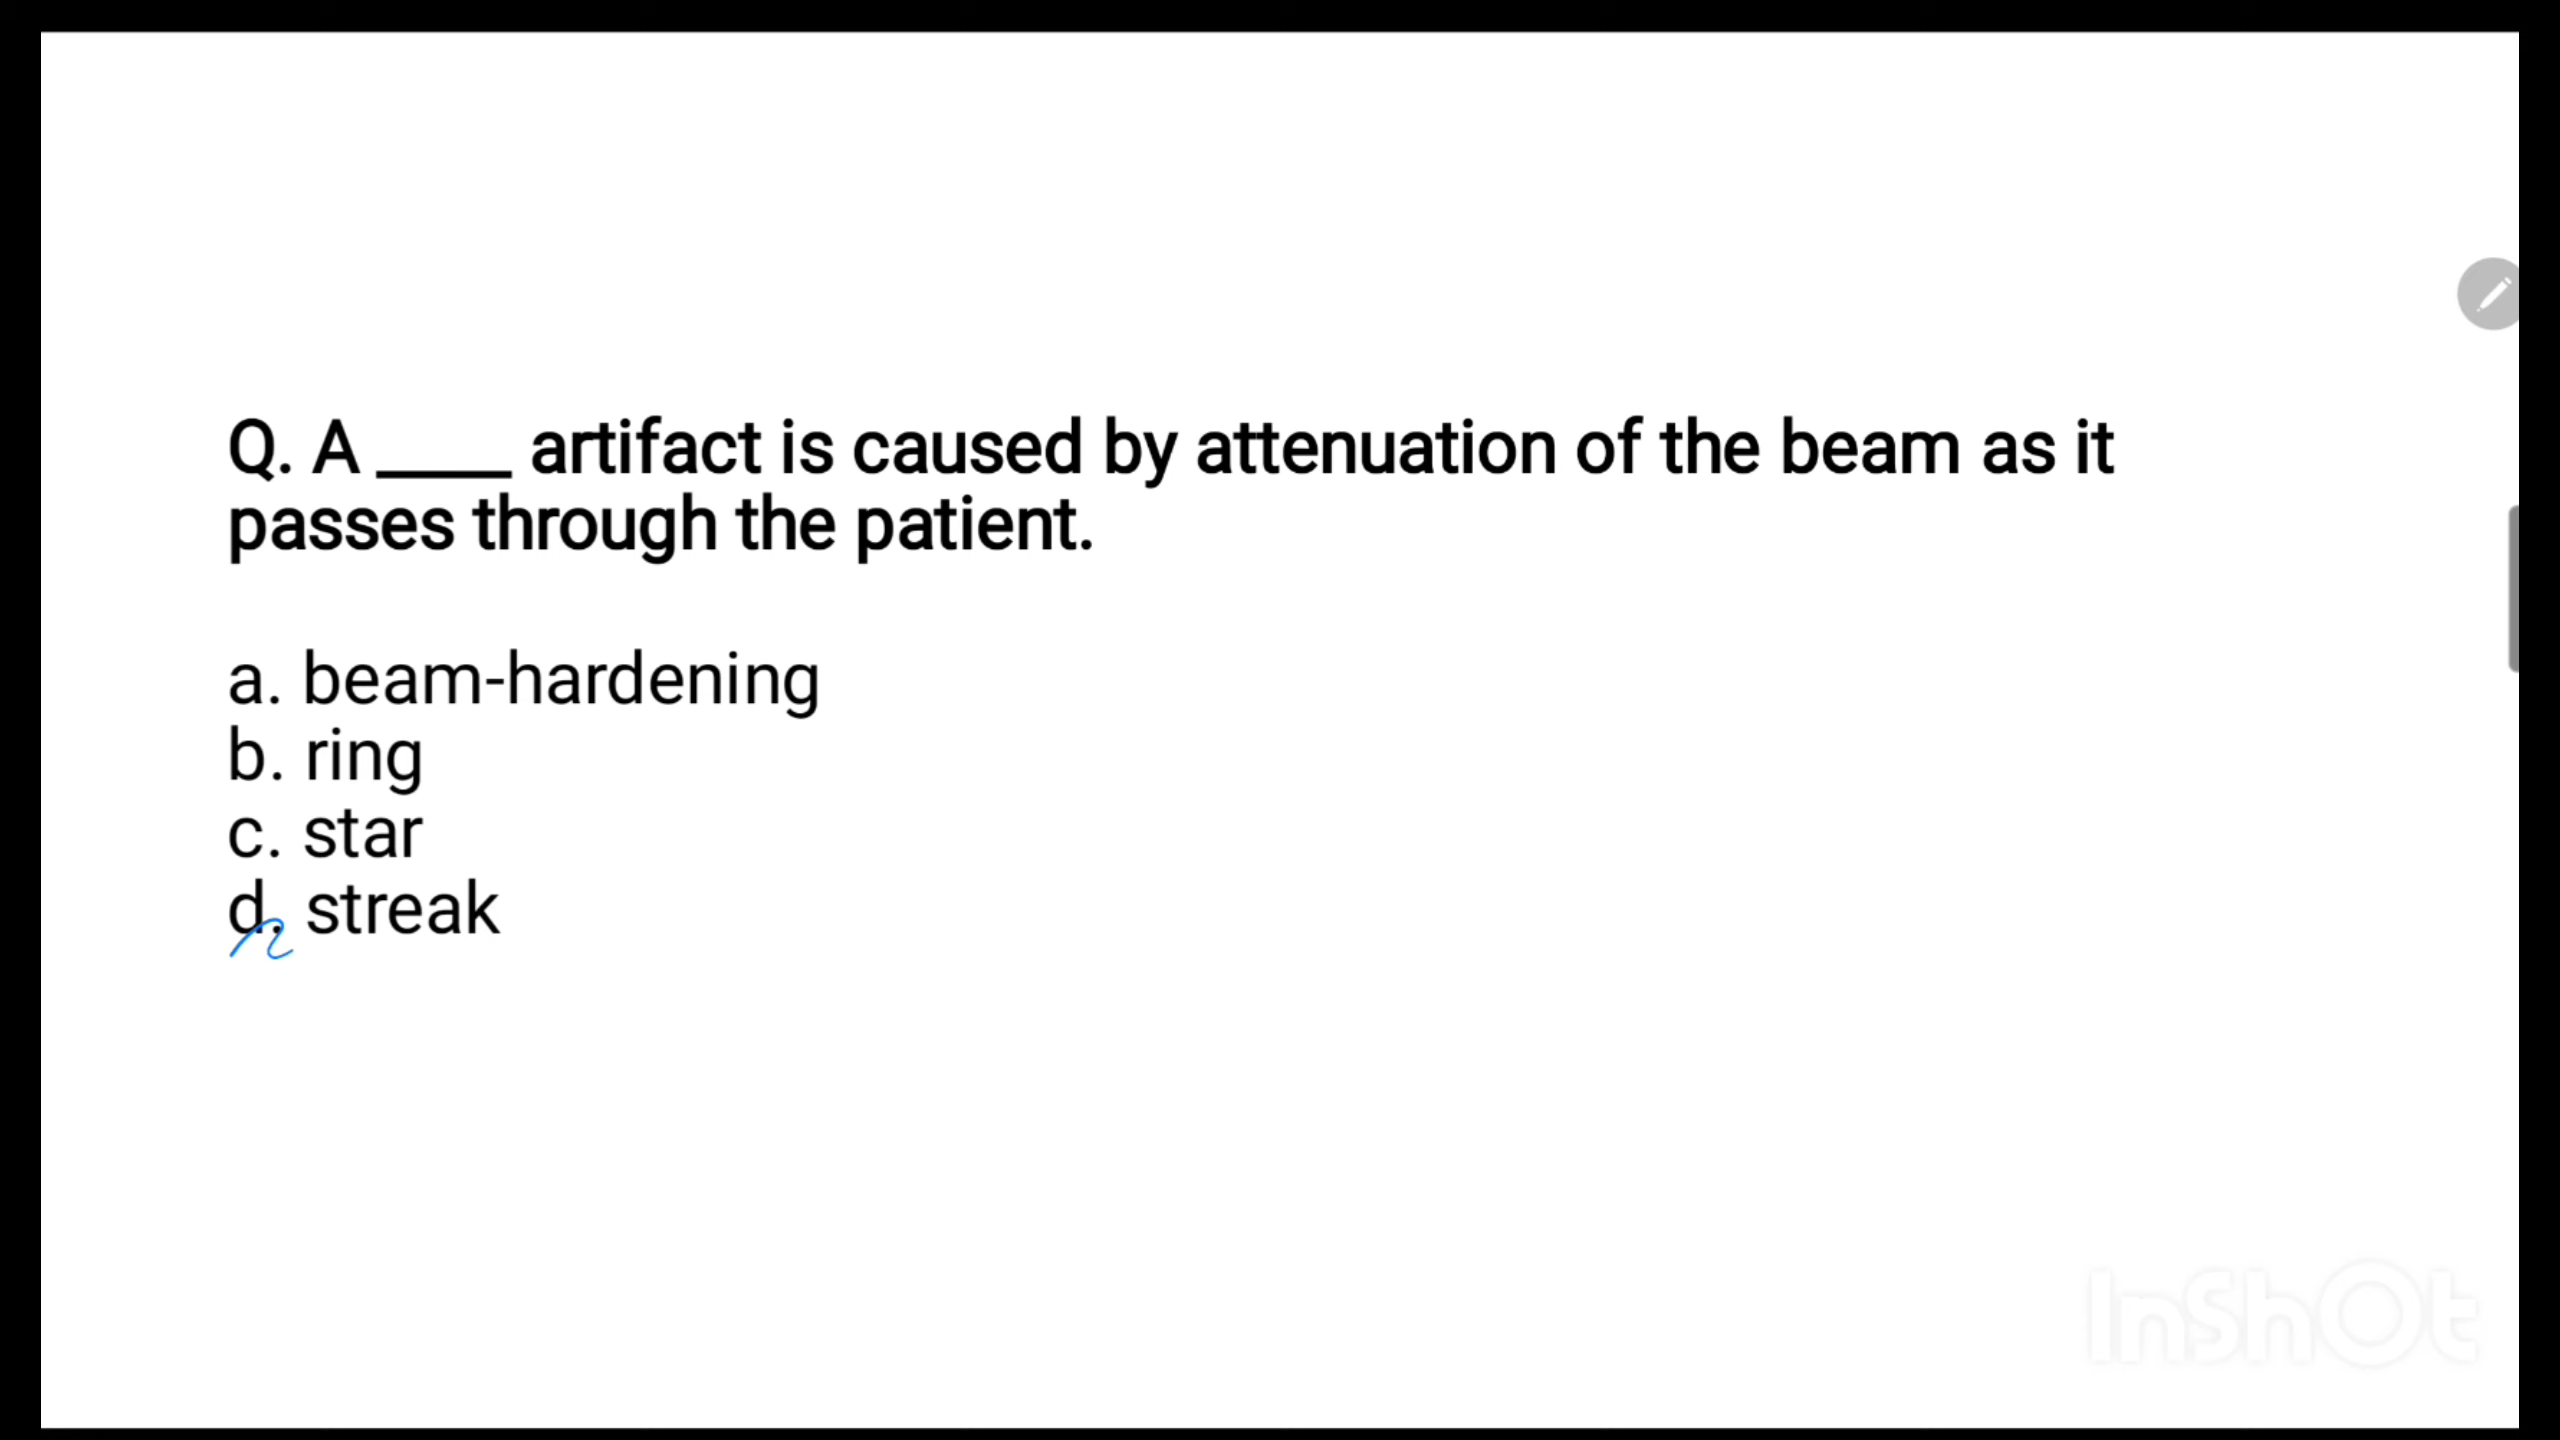 Q. A ____ artifact is caused by attenuation of the beam as it
passes through the patient.
a. beam-hardening
b. ring
c. star
d. streak
InShOt